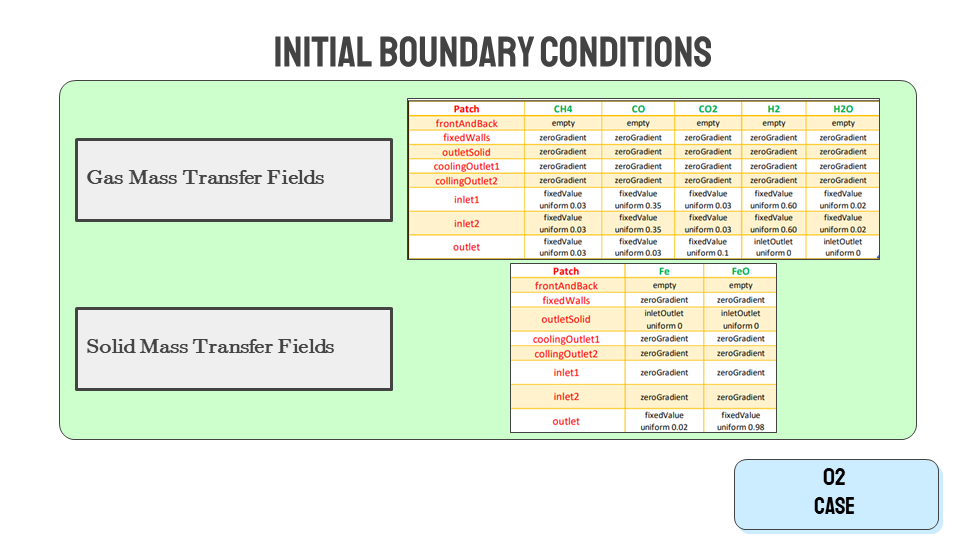 INITIAL BOUNDARY CONDITIONS
Gas Mass Transfer Fields
Patch CH4 CO CO2 H2 H2O
frontAndBack empty empty empty empty empty
fixedWalls zeroGradient zeroGradient zeroGradient zeroGradient zeroGradient
outletSolid zeroGradient zeroGradient zeroGradient zeroGradient zeroGradient
coolingOutlet1 zeroGradient zeroGradient zeroGradient zeroGradient zeroGradient
collingOutlet2 zeroGradient zeroGradient zeroGradient zeroGradient zeroGradient
inlet1 fixedValue fixedValue fixedValue fixedValue fixedValue
uniform 0.03 uniform 0.35 uniform 0.03 uniform 0.60 uniform 0.02
inlet2 fixedValue fixedValue fixedValue fixedValue fixedValue
uniform 0.03 uniform 0.35 uniform 0.03 uniform 0.60 uniform 0.02
outlet fixedValue fixedValue fixedValue inletOutlet inletOutlet
uniform 0.03 uniform 0.03 uniform 0.1 uniform 0 uniform 0
Solid Mass Transfer Fields
Patch Fe FeO
frontAndBack empty empty
fixedWalls zeroGradient zeroGradient
outletSolid inletOutlet inletOutlet
uniform 0 uniform 0
coolingOutlet1 zeroGradient zeroGradient
collingOutlet2 zeroGradient zeroGradient
inlet1 zeroGradient zeroGradient
inlet2 zeroGradient zeroGradient
outlet fixedValue fixedValue
uniform 0.02 uniform 0.98
02
CASE